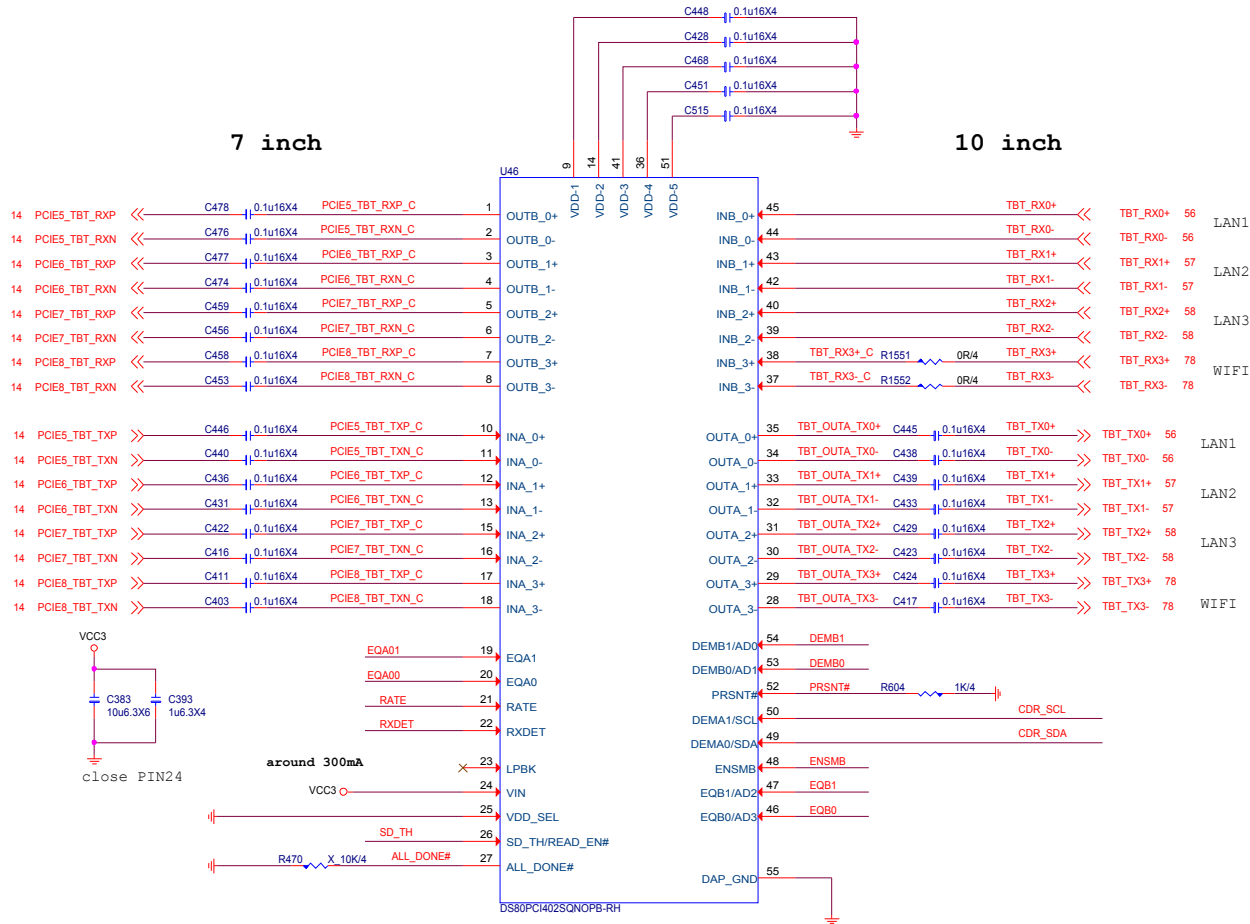 C448 0.1u16X4
C428 0.1u16X4
C468 0.1u16X4
C451 0.1u16X4
C515 0.1u16X4
7 inch
10 inch
9 14 41 36 51
U46
VDD-1 VDD-2 VDD-3 VDD-4 VDD-5
14 PCIE5_TBT_RXP C478 0.1u16X4 PCIE5_TBT_RXP_C 1 OUTB_0+ INB_0+ 45 TBT_RX0+ TBT_RX0+ 56
LAN1
14 PCIE5_TBT_RXN C476 0.1u16X4 PCIE5_TBT_RXN_C 2 OUTB_0- INB_0- 44 TBT_RX0- TBT_RX0- 56
14 PCIE6_TBT_RXP C477 0.1u16X4 PCIE6_TBT_RXP_C 3 OUTB_1+ INB_1+ 43 TBT_RX1+ TBT_RX1+ 57
LAN2
14 PCIE6_TBT_RXN C474 0.1u16X4 PCIE6_TBT_RXN_C 4 OUTB_1- INB_1- 42 TBT_RX1- TBT_RX1- 57
14 PCIE7_TBT_RXP C459 0.1u16X4 PCIE7_TBT_RXP_C 5 OUTB_2+ INB_2+ 40 TBT_RX2+ TBT_RX2+ 58
LAN3
14 PCIE7_TBT_RXN C456 0.1u16X4 PCIE7_TBT_RXN_C 6 OUTB_2- INB_2- 39 TBT_RX2- TBT_RX2- 58
14 PCIE8_TBT_RXP C458 0.1u16X4 PCIE8_TBT_RXP_C 7 OUTB_3+ INB_3+ 38 TBT_RX3+_C R1551 0R/4 TBT_RX3+ TBT_RX3+ 78
WIFI
14 PCIE8_TBT_RXN C453 0.1u16X4 PCIE8_TBT_RXN_C 8 OUTB_3- INB_3- 37 TBT_RX3-_C R1552 0R/4 TBT_RX3- TBT_RX3- 78
14 PCIE5_TBT_TXP C446 0.1u16X4 PCIE5_TBT_TXP_C 10 INA_0+ OUTA_0+ 35 TBT_OUTA_TX0+ C445 0.1u16X4 TBT_TX0+ TBT_TX0+ 56
LAN1
14 PCIE5_TBT_TXN C440 0.1u16X4 PCIE5_TBT_TXN_C 11 INA_0- OUTA_0- 34 TBT_OUTA_TX0- C438 0.1u16X4 TBT_TX0- TBT_TX0- 56
14 PCIE6_TBT_TXP C436 0.1u16X4 PCIE6_TBT_TXP_C 12 INA_1+ OUTA_1+ 33 TBT_OUTA_TX1+ C439 0.1u16X4 TBT_TX1+ TBT_TX1+ 57
LAN2
14 PCIE6_TBT_TXN C431 0.1u16X4 PCIE6_TBT_TXN_C 13 INA_1- OUTA_1- 32 TBT_OUTA_TX1- C433 0.1u16X4 TBT_TX1- TBT_TX1- 57
14 PCIE7_TBT_TXP C422 0.1u16X4 PCIE7_TBT_TXP_C 15 INA_2+ OUTA_2+ 31 TBT_OUTA_TX2+ C429 0.1u16X4 TBT_TX2+ TBT_TX2+ 58
LAN3
14 PCIE7_TBT_TXN C416 0.1u16X4 PCIE7_TBT_TXN_C 16 INA_2- OUTA_2- 30 TBT_OUTA_TX2- C423 0.1u16X4 TBT_TX2- TBT_TX2- 58
14 PCIE8_TBT_TXP C411 0.1u16X4 PCIE8_TBT_TXP_C 17 INA_3+ OUTA_3+ 29 TBT_OUTA_TX3+ C424 0.1u16X4 TBT_TX3+ TBT_TX3+ 78
WIFI
14 PCIE8_TBT_TXN C403 0.1u16X4 PCIE8_TBT_TXN_C 18 INA_3- OUTA_3- 28 TBT_OUTA_TX3- C417 0.1u16X4 TBT_TX3- TBT_TX3- 78
VCC3
DEMB1/AD0 54 DEMB1
EQA01 19 EQA1 DEMB0/AD1 53 DEMB0
EQA00 20 EQA0 PRSNT# 52 PRSNT# R604 1K/4
C383 C393
10u6.3X6 1u6.3X4
RATE 21 RATE DEMA1/SCL 50 CDR_SCL
RXDET 22 RXDET DEMA0/SDA 49 CDR_SDA
close PIN24
around 300mA
23 LPBK ENSMB 48 ENSMB
VCC3 24 VIN EQB1/AD2 47 EQB1
25 VDD_SEL EQB0/AD3 46 EQB0
SD_TH 26 SD_TH/READ_EN#
R470 X_10K/4 ALL_DONE# 27 ALL_DONE#
DAP_GND 55
DS80PCI402SQNOPB-RH